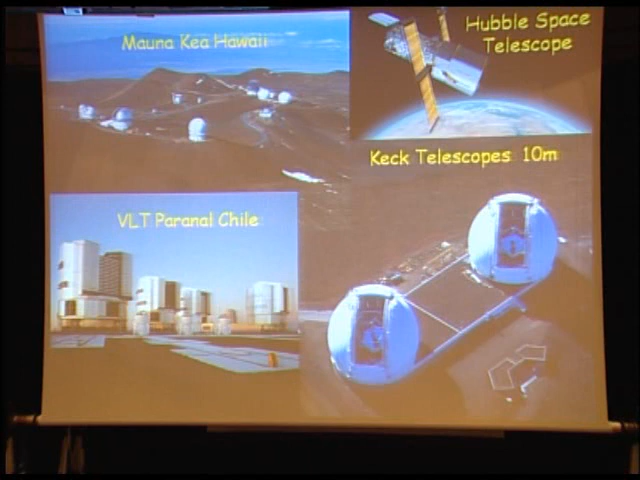 Mauna Kea Hawaii
Hubble Space
Telescope
Keck Telescopes 10m
VLT Paranal Chile